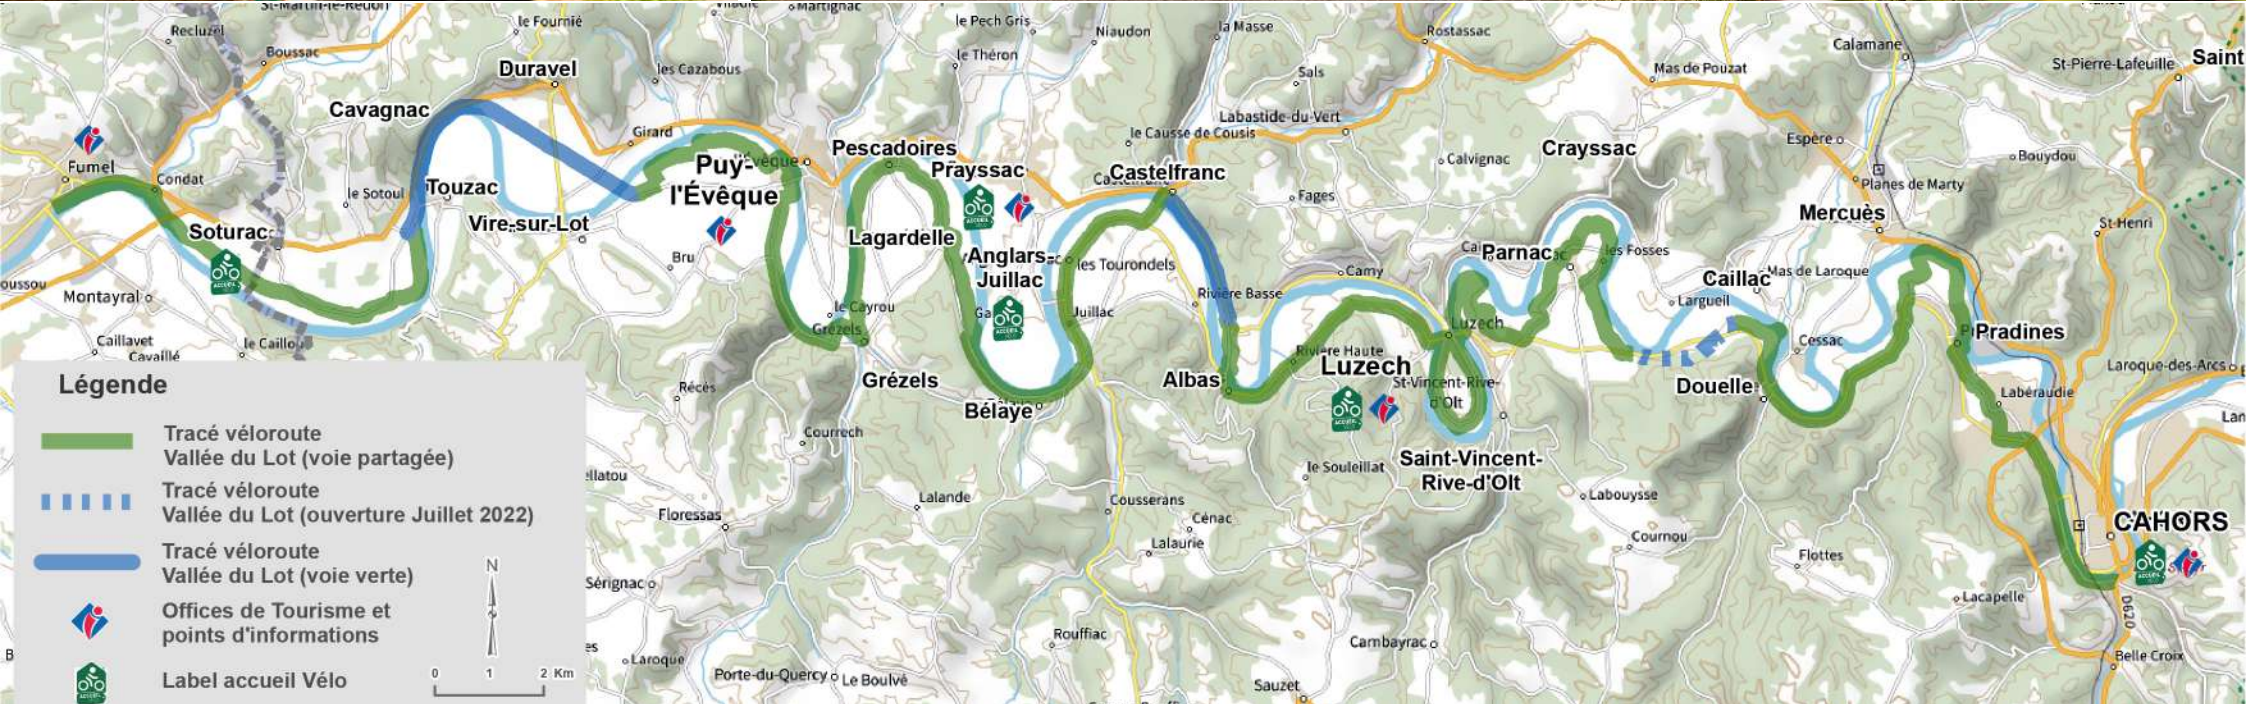 St-Martin-le-Redon
Martignac
Recluzel
le Fournié
le Pech Gris
Niaudon
la Masse
Rostassac
Calamane
Boussac
Duravel
les Cazabous
le Théron
Sals
Mas de Pouzat
St-Pierre-Lafeuille
Saint
Cavagnac
Girard
Labastide-du-Vert
le Causse de Cousis
Espère
Fumel
Condat
Puy-
l'Évêque
Pescadoires
Prayssac
Castelfranc
Calvignac
Crayssac
Bouydou
Planes de Marty
le Sotoul
Touzac
Fages
Mercuès
St-Henri
Soturac
Vire-sur-Lot
Lagardelle
Bru
Anglars-
Juillac
les Tourondels
Camy
Parnac
les Fosses
Caillac
Mas de Laroque
oussou
Montayral
Rivière Basse
Largueil
le Cayrou
Juillac
Grézels
Luzech
Pradines
Caillavet
Cavaillé
le Caillou
Rivière Haute
Cessac
Laroque-des-Arcs
Légende
Récès
Grézels
Albas
Luzech
St-Vincent-Rive-
d'Olt
Douelle
Labéraudie
Bélaye
Lan
Tracé véloroute
Vallée du Lot (voie partagée)
Courrech
Saint-Vincent-
Rive-d'Olt
le Souleillat
ellatou
Tracé véloroute
Vallée du Lot (ouverture Juillet 2022)
Lalande
Cousserans
Labouysse
Floressas
Cénac
CAHORS
Lalaurie
Cournou
Flottes
Tracé véloroute
Vallée du Lot (voie verte)
N
Sérignac
Lacapelle
D620
Offices de Tourisme et
points d'informations
Rouffiac
Cambayrac
es
Laroque
Belle Croix
B
Label accueil Vélo
0 1 2 Km
Porte-du-Quercy
Le Boulvé
Sauzet